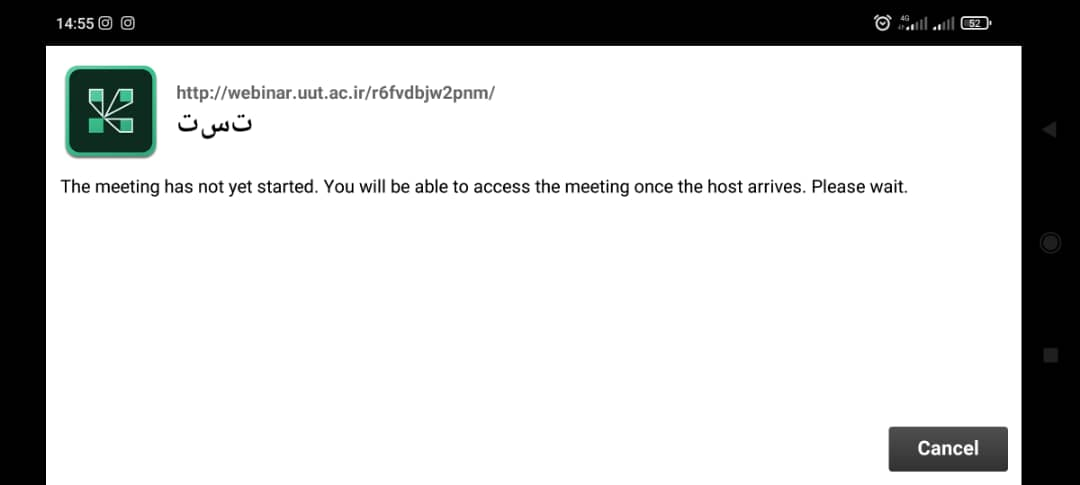 14:55
4G
52
http://webinar.uut.ac.ir/r6fvdbjw2pnm/
تست
The meeting has not yet started. You will be able to access the meeting once the host arrives. Please wait.
Cancel